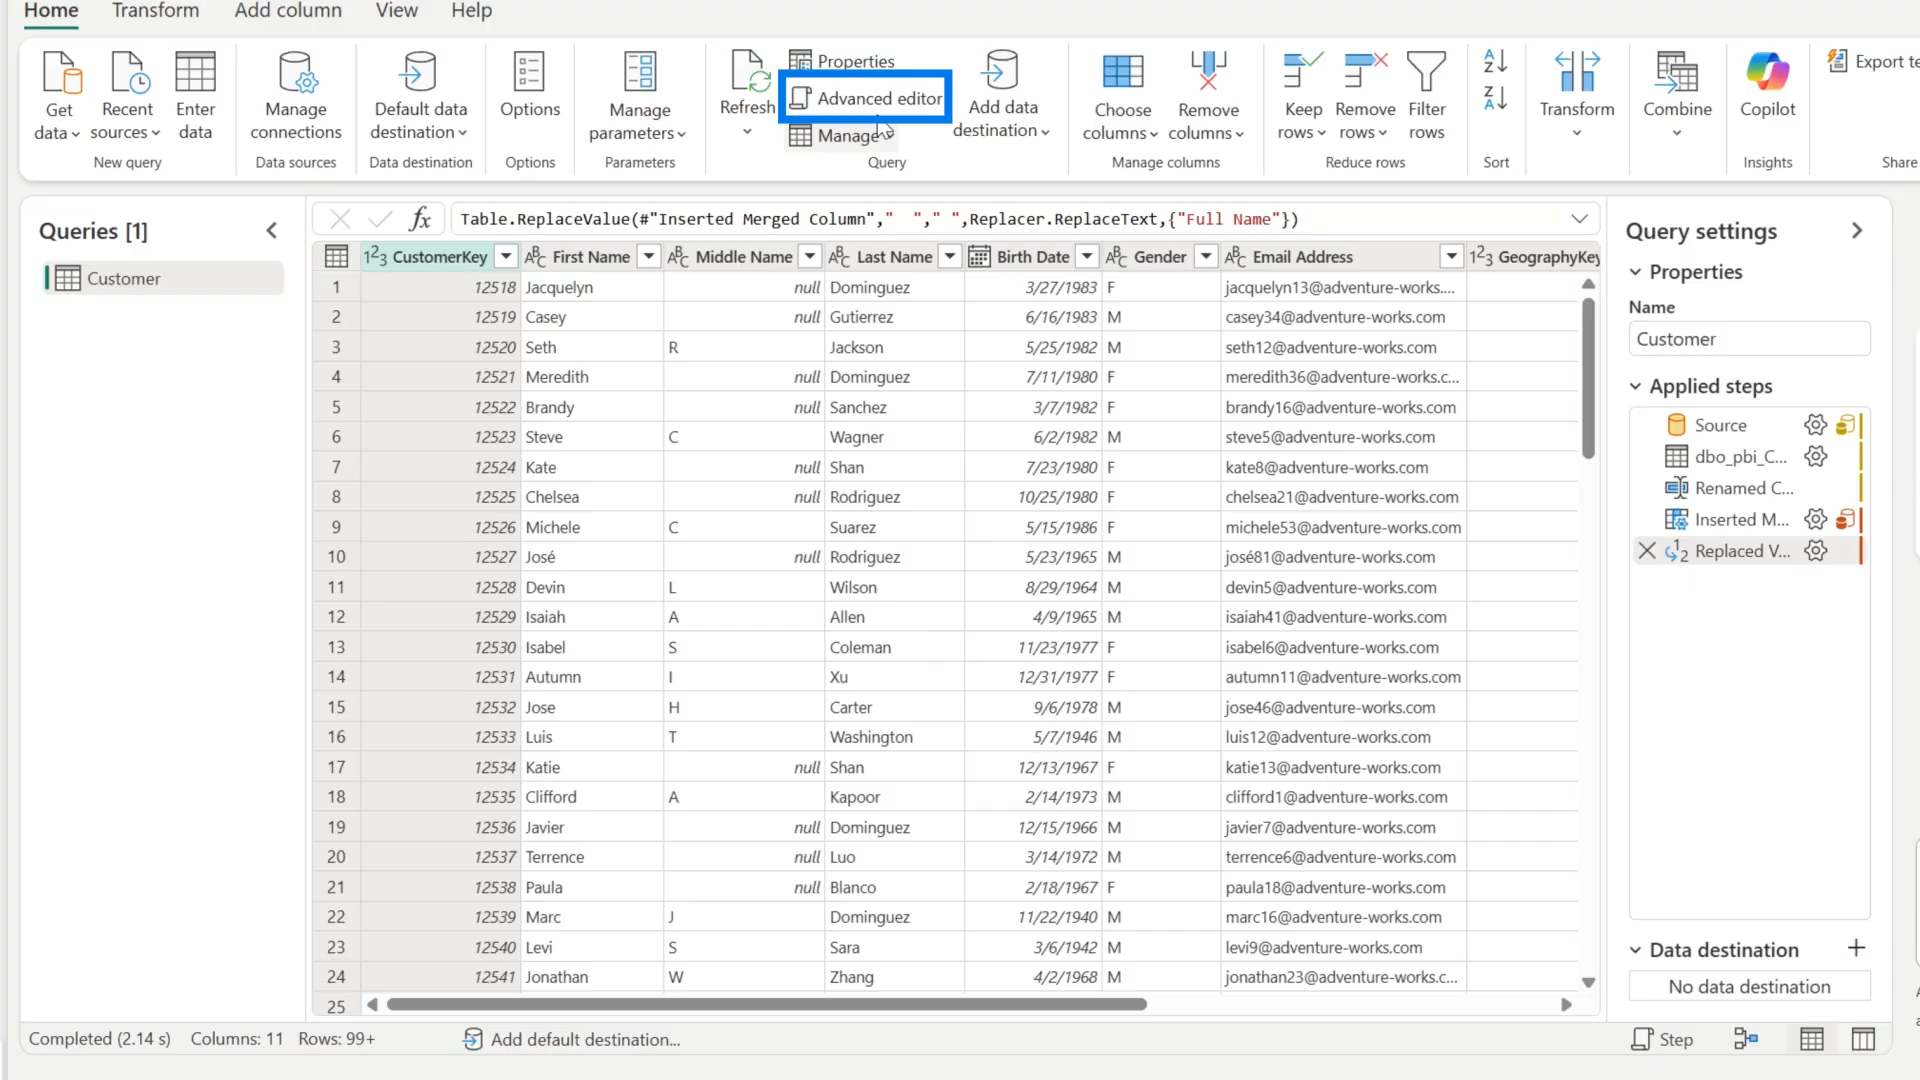 Home Transform Add column View Help
Get data
Recent sources
Enter data
New query
Manage connections
Data sources
Default data destination
Data destination
Options
Options
Manage parameters
Parameters
Refresh
Properties
Advanced editor
Manage
Query
Add data destination
Choose columns
Remove columns
Manage columns
Keep rows
Remove rows
Filter rows
Reduce rows
Sort
Transform
Combine
Copilot
Insights
Export te
Share
Queries [1]
Customer
fx Table.ReplaceValue(#"Inserted Merged Column","  "," ",Replacer.ReplaceText,{"Full Name"})
CustomerKey First Name Middle Name Last Name Birth Date Gender Email Address GeographyKey
1 12518 Jacquelyn null Dominguez 3/27/1983 F jacquelyn13@adventure-works....
2 12519 Casey null Gutierrez 6/16/1983 M casey34@adventure-works.com
3 12520 Seth R Jackson 5/25/1982 M seth12@adventure-works.com
4 12521 Meredith null Dominguez 7/11/1980 F meredith36@adventure-works.c...
5 12522 Brandy null Sanchez 3/7/1982 F brandy16@adventure-works.com
6 12523 Steve C Wagner 6/2/1982 M steve5@adventure-works.com
7 12524 Kate null Shan 7/23/1980 F kate8@adventure-works.com
8 12525 Chelsea null Rodriguez 10/25/1980 F chelsea21@adventure-works.com
9 12526 Michele C Suarez 5/15/1986 F michele53@adventure-works.com
10 12527 José null Rodriguez 5/23/1965 M josé81@adventure-works.com
11 12528 Devin L Wilson 8/29/1964 M devin5@adventure-works.com
12 12529 Isaiah A Allen 4/9/1965 M isaiah41@adventure-works.com
13 12530 Isabel S Coleman 11/23/1977 F isabel6@adventure-works.com
14 12531 Autumn I Xu 12/31/1977 F autumn11@adventure-works.com
15 12532 Jose H Carter 9/6/1978 M jose46@adventure-works.com
16 12533 Luis T Washington 5/7/1946 M luis12@adventure-works.com
17 12534 Katie null Shan 12/13/1967 F katie13@adventure-works.com
18 12535 Clifford A Kapoor 2/14/1973 M clifford1@adventure-works.com
19 12536 Javier null Dominguez 12/15/1966 M javier7@adventure-works.com
20 12537 Terrence null Luo 3/14/1972 M terrence6@adventure-works.com
21 12538 Paula null Blanco 2/18/1967 F paula18@adventure-works.com
22 12539 Marc J Dominguez 11/22/1940 M marc16@adventure-works.com
23 12540 Levi S Sara 3/6/1942 M levi9@adventure-works.com
24 12541 Jonathan W Zhang 4/2/1968 M jonathan23@adventure-works.c...
25
Query settings
Properties
Name
Customer
Applied steps
Source
dbo_pbi_C...
Renamed C...
Inserted M...
Replaced V...
Data destination
No data destination
Completed (2.14 s) Columns: 11 Rows: 99+ Add default destination... Step